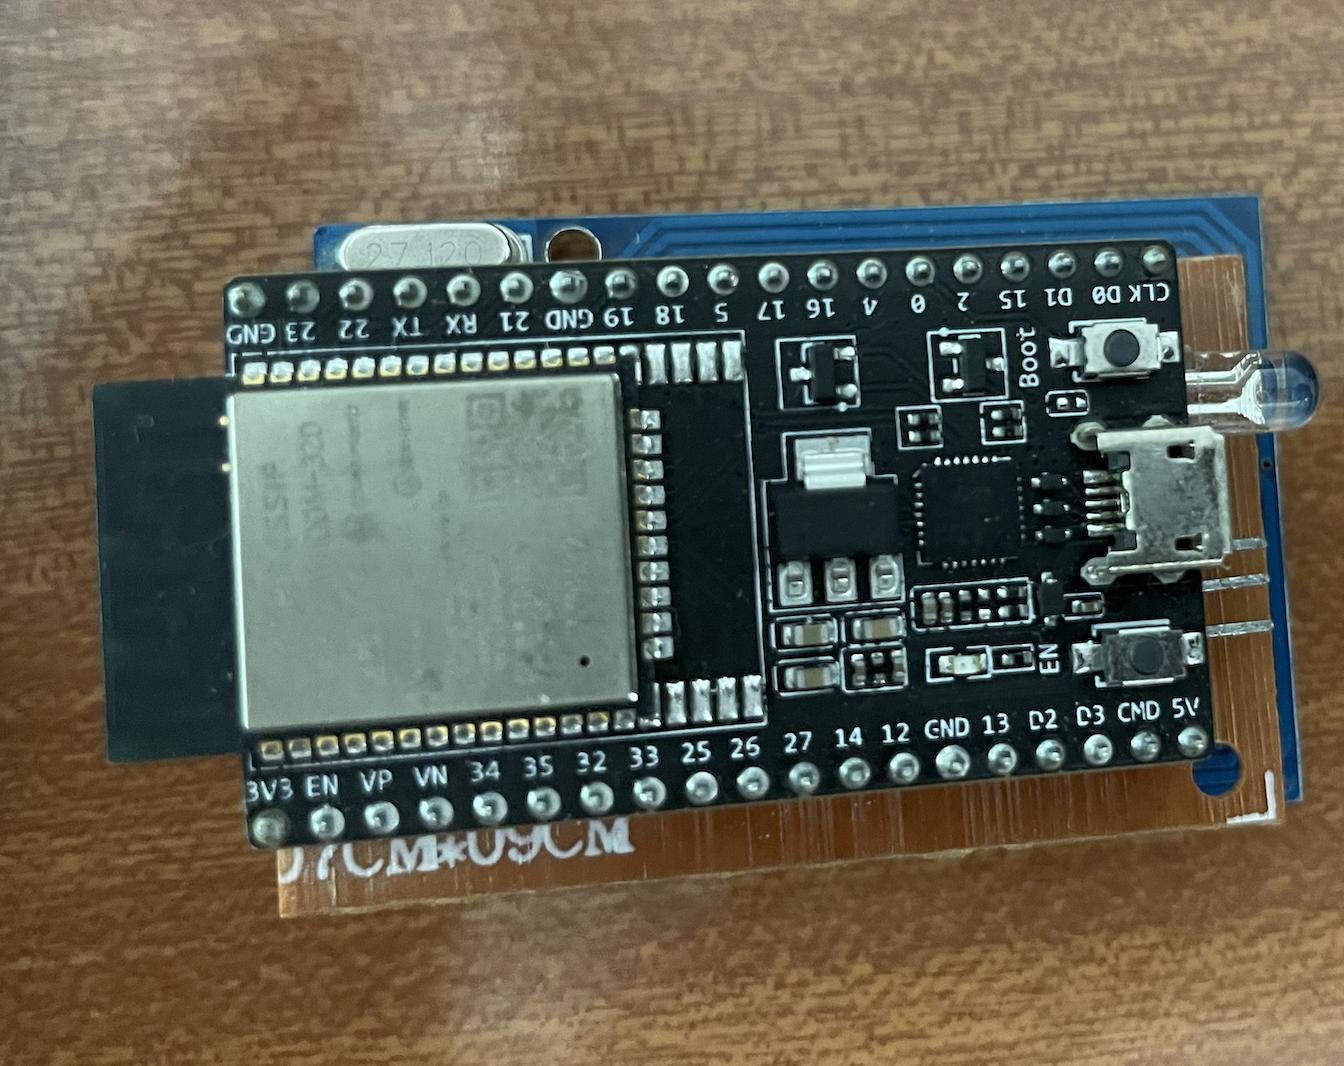 27.120
GND 23 22 TX RX 21 GND 19 18 5 17 16 4 0 2 15 D1 D0 CLK
Boot
EN
3V3 EN VP VN 34 35 32 33 25 26 27 14 12 GND 13 D2 D3 CMD 5V
07CM*09CM